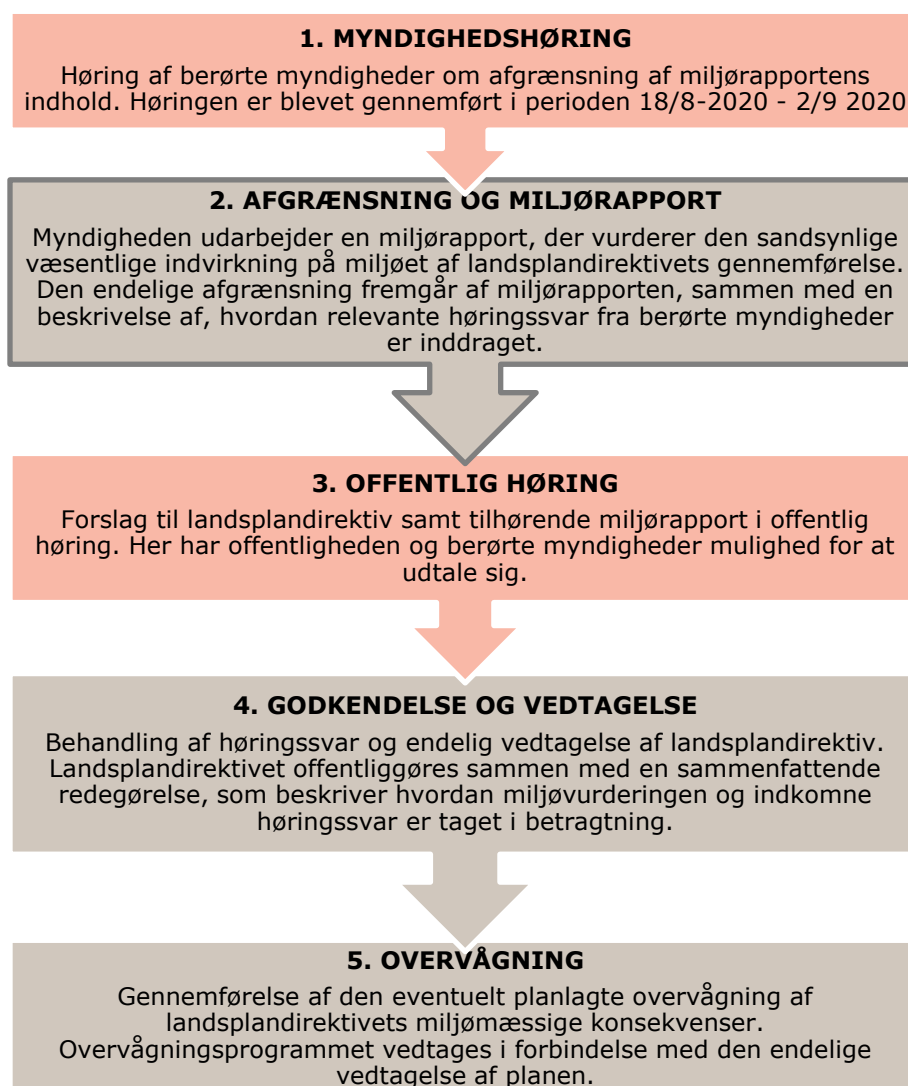 1. MYNDIGHEDSHØRING
Høring af berørte myndigheder om afgrænsning af miljørapportens
indhold. Høringen er blevet gennemført i perioden 18/8-2020 - 2/9 2020
2. AFGRÆNSNING OG MILJØRAPPORT
Myndigheden udarbejder en miljørapport, der vurderer den sandsynlige
væsentlige indvirkning på miljøet af landsplandirektivets gennemførelse.
Den endelige afgrænsning fremgår af miljørapporten, sammen med en
beskrivelse af, hvordan relevante høringssvar fra berørte myndigheder
er inddraget.
3. OFFENTLIG HØRING
Forslag til landsplandirektiv samt tilhørende miljørapport i offentlig
høring. Her har offentligheden og berørte myndigheder mulighed for at
udtale sig.
4. GODKENDELSE OG VEDTAGELSE
Behandling af høringssvar og endelig vedtagelse af landsplandirektiv.
Landsplandirektivet offentliggøres sammen med en sammenfattende
redegørelse, som beskriver hvordan miljøvurderingen og indkomne
høringssvar er taget i betragtning.
5. OVERVÅGNING
Gennemførelse af den eventuelt planlagte overvågning af
landsplandirektivets miljømæssige konsekvenser.
Overvågningsprogrammet vedtages i forbindelse med den endelige
vedtagelse af planen.